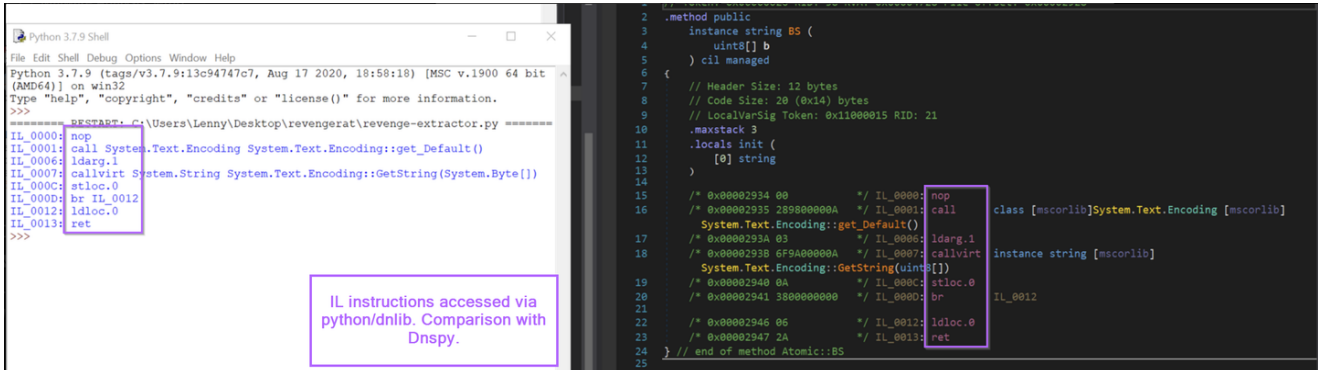 Python 3.7.9 Shell
File Edit Shell Debug Options Window Help
Python 3.7.9 (tags/v3.7.9:13c94747c7, Aug 17 2020, 18:58:18) [MSC v.1900 64 bit
(AMD64)] on win32
Type "help", "copyright", "credits" or "license()" for more information.
>>>
======== RESTART: C:\Users\Lenny\Desktop\revengerat\revenge-extractor.py =======
IL_0000: nop
IL_0001: call System.Text.Encoding System.Text.Encoding::get_Default()
IL_0006: ldarg.1
IL_0007: callvirt System.String System.Text.Encoding::GetString(System.Byte[])
IL_000C: stloc.0
IL_000D: br IL_0012
IL_0012: ldloc.0
IL_0013: ret
>>>
IL instructions accessed via
python/dnlib. Comparison with
Dnspy.
2 .method public
3 instance string BS (
4 uint8[] b
5 ) cil managed
6 {
7 // Header Size: 12 bytes
8 // Code Size: 20 (0x14) bytes
9 // LocalVarSig Token: 0x11000015 RID: 21
10 .maxstack 3
11 .locals init (
12 [0] string
13 )
14
15 /* 0x00002934 00 */ IL_0000: nop
16 /* 0x00002935 289800000A */ IL_0001: call class [mscorlib]System.Text.Encoding [mscorlib]
System.Text.Encoding::get_Default()
17 /* 0x0000293A 03 */ IL_0006: ldarg.1
18 /* 0x0000293B 6F9A00000A */ IL_0007: callvirt instance string [mscorlib]
System.Text.Encoding::GetString(uint8[])
19 /* 0x00002940 0A */ IL_000C: stloc.0
20 /* 0x00002941 3800000000 */ IL_000D: br IL_0012
21
22 /* 0x00002946 06 */ IL_0012: ldloc.0
23 /* 0x00002947 2A */ IL_0013: ret
24 } // end of method Atomic::BS
25